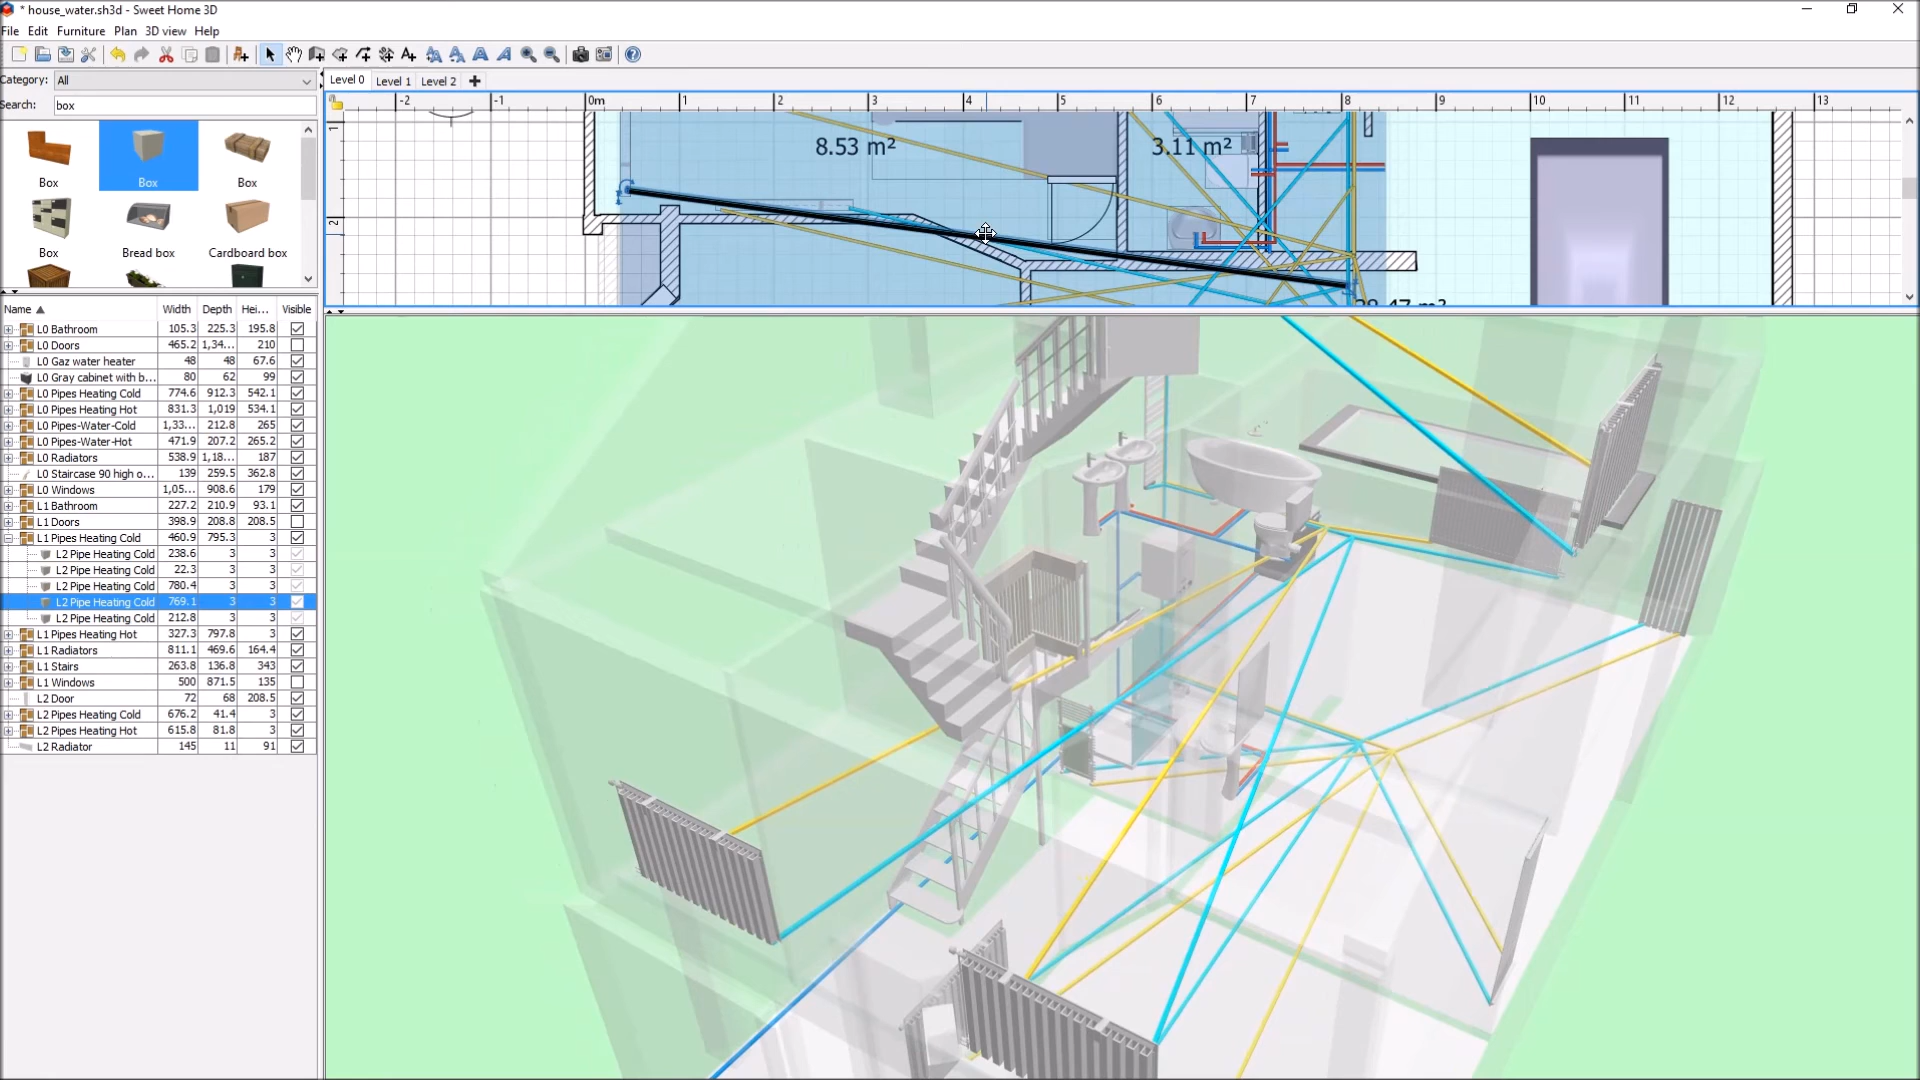 * house_water.sh3d - Sweet Home 3D
File Edit Furniture Plan 3D view Help
Category: All
Search: box
Box Box Box
Box Bread box Cardboard box
Level 0 Level 1 Level 2
-2 -1 0m 1 2 3 4 5 6 7 8 9 10 11 12 13
1
2
8.53 m²
3.11 m²
Name Width Depth Hei... Visible
L0 Bathroom 105.3 225.3 195.8
L0 Doors 465.2 1,34... 210
L0 Gaz water heater 48 48 67.6
L0 Gray cabinet with b... 80 62 99
L0 Pipes Heating Cold 774.6 912.3 542.1
L0 Pipes Heating Hot 831.3 1,019 534.1
L0 Pipes-Water-Cold 1,33... 212.8 265
L0 Pipes-Water-Hot 471.9 207.2 265.2
L0 Radiators 538.9 1,18... 187
L0 Staircase 90 high o... 139 259.5 362.8
L0 Windows 1,05... 908.6 179
L1 Bathroom 227.2 210.9 93.1
L1 Doors 398.9 208.8 208.5
L1 Pipes Heating Cold 460.9 795.3 3
L2 Pipe Heating Cold 238.6 3 3
L2 Pipe Heating Cold 22.3 3 3
L2 Pipe Heating Cold 780.4 3 3
L2 Pipe Heating Cold 769.1 3 3
L2 Pipe Heating Cold 212.8 3 3
L1 Pipes Heating Hot 327.3 797.8 3
L1 Radiators 811.1 469.6 164.4
L1 Stairs 263.8 136.8 343
L1 Windows 500 871.5 135
L2 Door 72 68 208.5
L2 Pipes Heating Cold 676.2 41.4 3
L2 Pipes Heating Hot 615.8 81.8 3
L2 Radiator 145 11 91